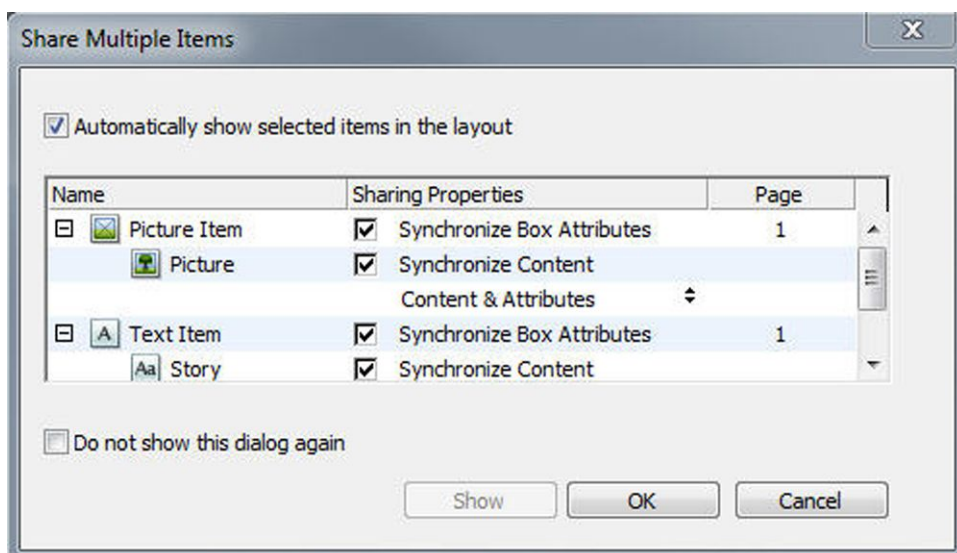 Share Multiple Items
Automatically show selected items in the layout
Name Sharing Properties Page
Picture Item Synchronize Box Attributes 1
Picture Synchronize Content
Content & Attributes
A Text Item Synchronize Box Attributes 1
Aa Story Synchronize Content
Do not show this dialog again
Show OK Cancel